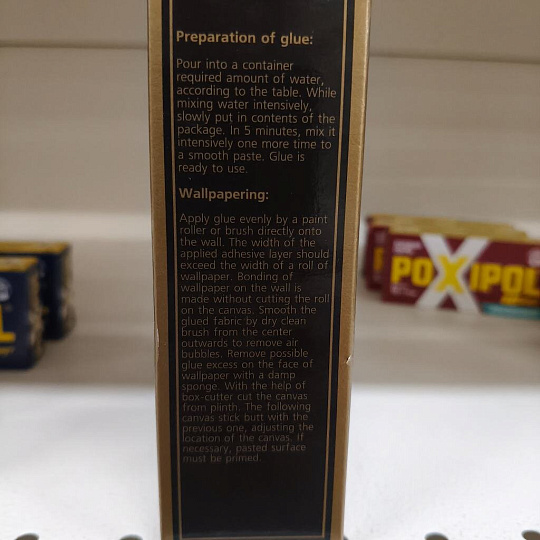 Preparation of glue:
Pour into a container
required amount of water,
according to the table. While
mixing water intensively,
slowly put in contents of the
package. In 5 minutes, mix it
intensively one more time to
a smooth paste. Glue is
ready to use.
Wallpapering:
Apply glue evenly by a paint
roller or brush directly onto
the wall. The width of the
applied adhesive layer should
exceed the width of a roll of
wallpaper. Bonding of
wallpaper on the wall is
made without cutting the roll
on the canvas. Smooth the
glued fabric by dry clean
brush from the center
outwards to remove air
bubbles. Remove possible
glue excess on the face of
wallpaper with a damp
sponge. With the help of
box-cutter cut the canvas
from plinth. The following
canvas stick butt with the
previous one, adjusting the
location of the canvas. If
necessary, pasted surface
must be primed.
POXIPOL
L